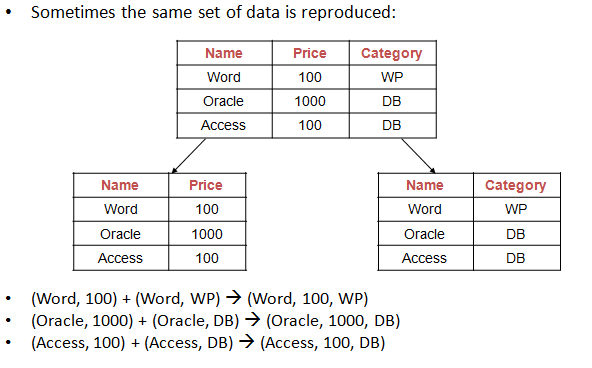 • Sometimes the same set of data is reproduced:
Name Price Category
Word 100 WP
Oracle 1000 DB
Access 100 DB
Name Price
Word 100
Oracle 1000
Access 100
Name Category
Word WP
Oracle DB
Access DB
• (Word, 100) + (Word, WP) → (Word, 100, WP)
• (Oracle, 1000) + (Oracle, DB) → (Oracle, 1000, DB)
• (Access, 100) + (Access, DB) → (Access, 100, DB)